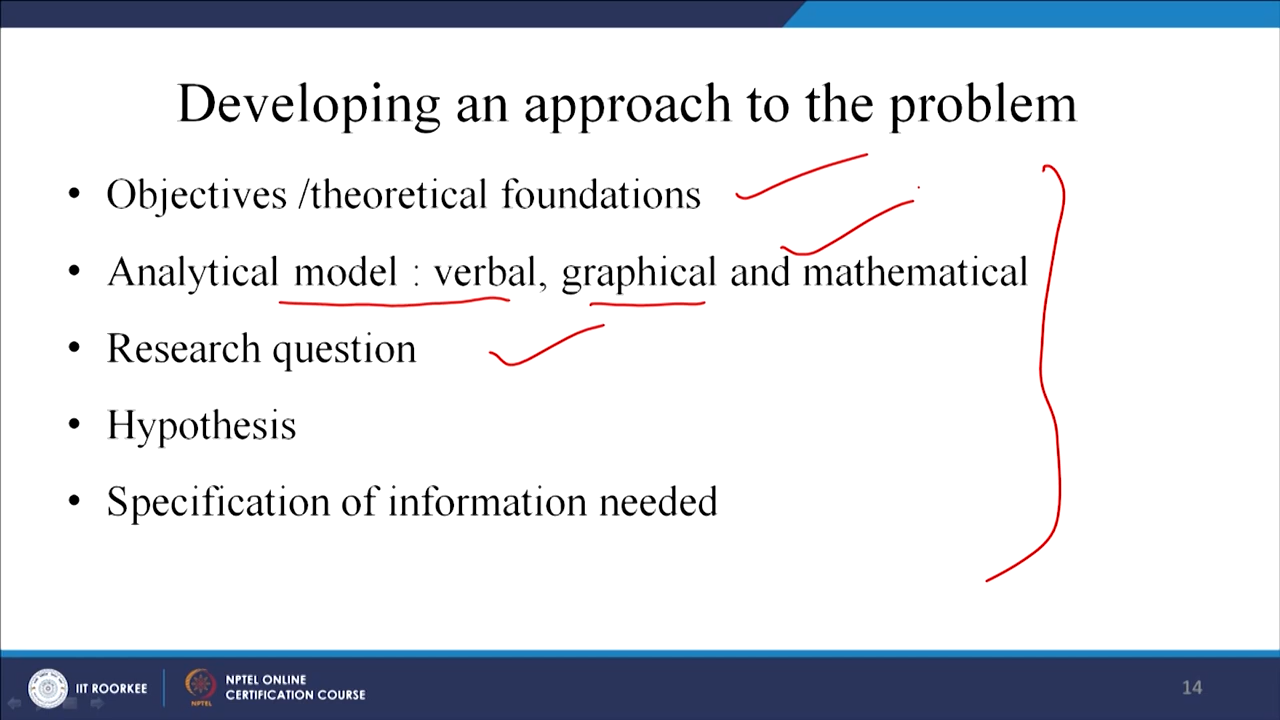 Developing an approach to the problem
• Objectives /theoretical foundations
• Analytical model : verbal, graphical and mathematical
• Research question
• Hypothesis
• Specification of information needed
IIT ROORKEE
NPTEL
NPTEL ONLINE
CERTIFICATION COURSE
14